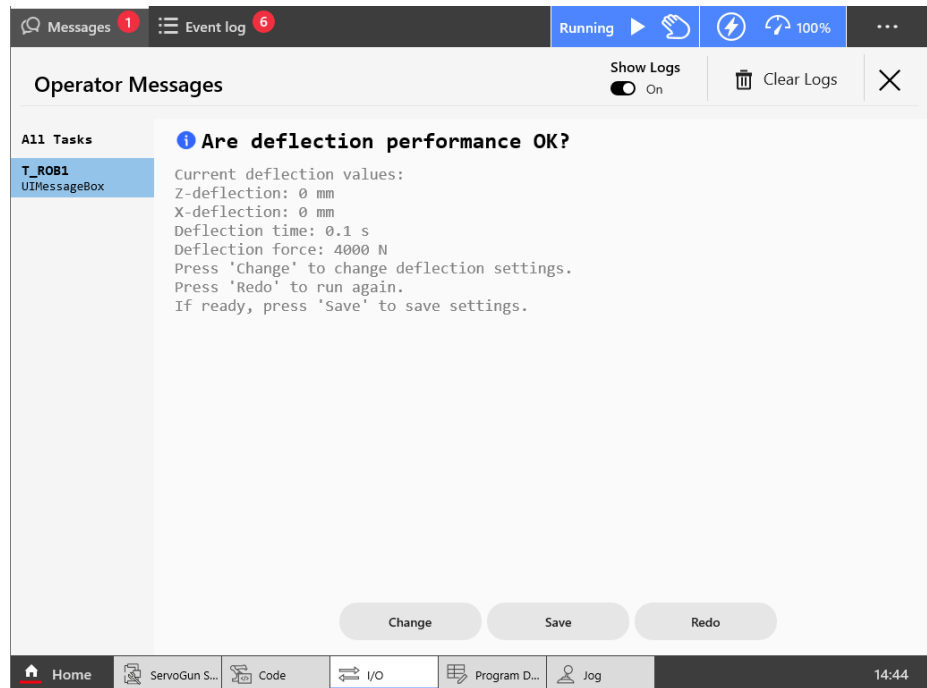 Messages 1 Event log 6 Running 100% ...
Operator Messages
Show Logs
On
Clear Logs
All Tasks
T_ROB1
UIMessageBox
Are deflection performance OK?
Current deflection values:
Z-deflection: 0 mm
X-deflection: 0 mm
Deflection time: 0.1 s
Deflection force: 4000 N
Press 'Change' to change deflection settings.
Press 'Redo' to run again.
If ready, press 'Save' to save settings.
Change Save Redo
Home ServoGun S... Code I/O Program D... Jog 14:44